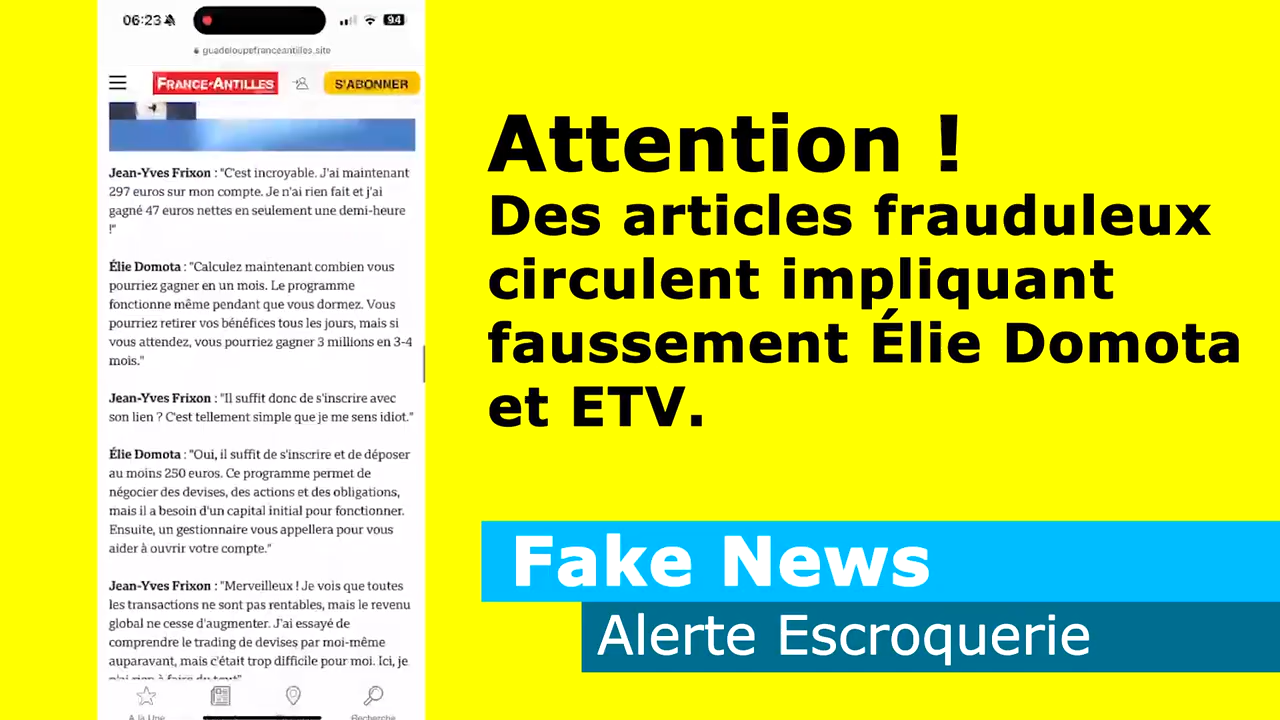 06:23
94
guadeloupefranceantilles.site
FRANCE-ANTILLES
S'ABONNER
Jean-Yves Frixon : "C'est incroyable. J'ai maintenant
297 euros sur mon compte. Je n'ai rien fait et j'ai
gagné 47 euros nettes en seulement une demi-heure
!"
Élie Domota : "Calculez maintenant combien vous
pourriez gagner en un mois. Le programme
fonctionne même pendant que vous dormez. Vous
pourriez retirer vos bénéfices tous les jours, mais si
vous attendez, vous pourriez gagner 3 millions en 3-4
mois."
Jean-Yves Frixon : "Il suffit donc de s'inscrire avec
son lien ? C'est tellement simple que je me sens idiot."
Élie Domota : "Oui, il suffit de s'inscrire et de déposer
au moins 250 euros. Ce programme permet de
négocier des devises, des actions et des obligations,
mais il a besoin d'un capital initial pour fonctionner.
Ensuite, un gestionnaire vous appellera pour vous
aider à ouvrir votre compte."
Jean-Yves Frixon : "Merveilleux ! Je vois que toutes
les transactions ne sont pas rentables, mais le revenu
global ne cesse d'augmenter. J'ai essayé de
comprendre le trading de devises par moi-même
auparavant, mais c'était trop difficile pour moi. Ici, je
n'ai rien à faire du tout"
A la Une
Recherche
Attention !
Des articles frauduleux
circulent impliquant
faussement Élie Domota
et ETV.
Fake News
Alerte Escroquerie